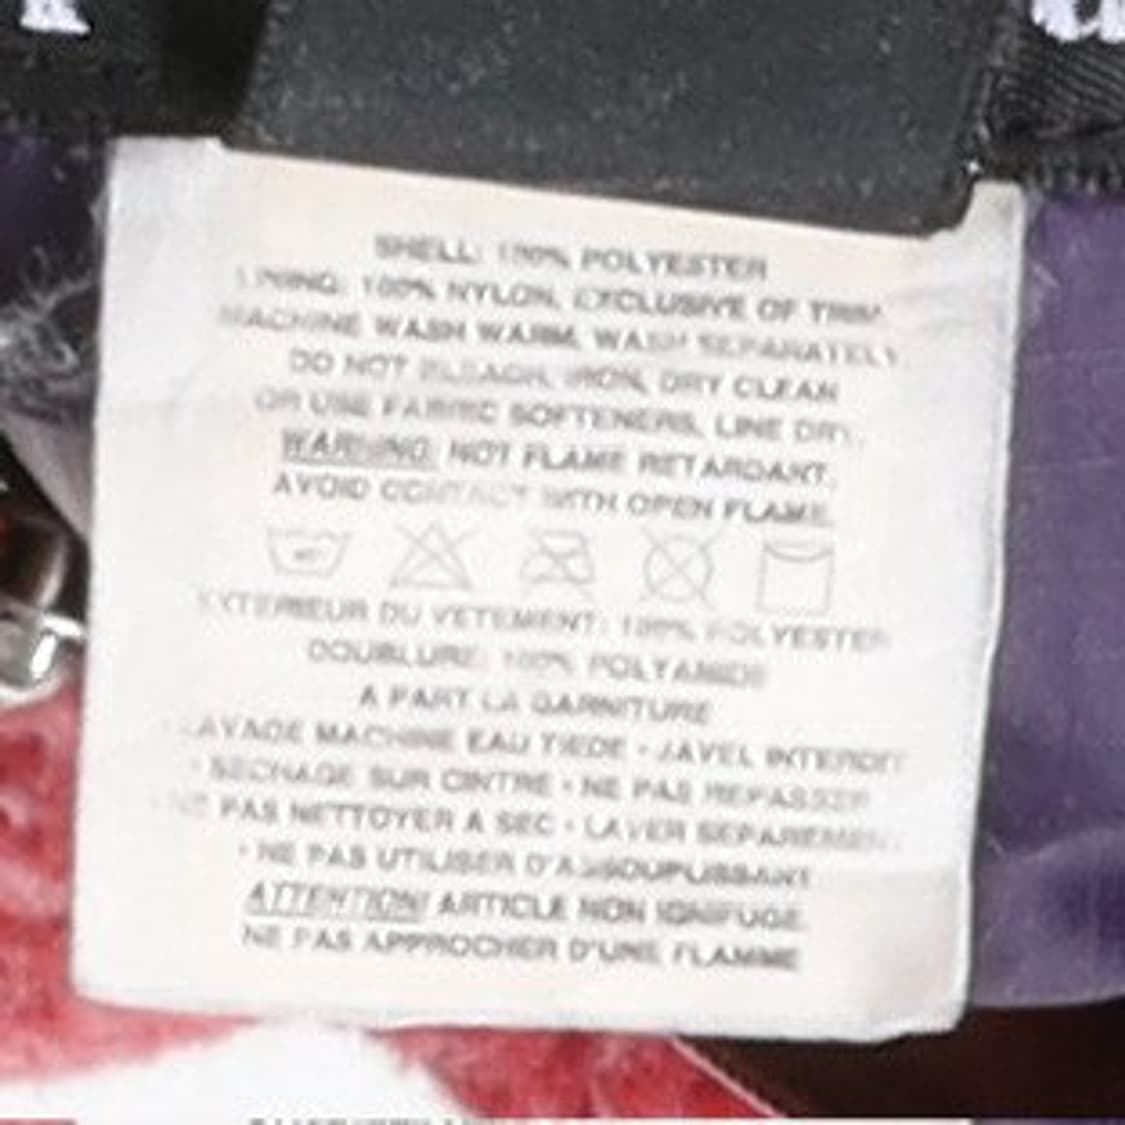 SHELL: 100% POLYESTER
LINING: 100% NYLON, EXCLUSIVE OF TRIM
MACHINE WASH WARM, WASH SEPARATELY
DO NOT BLEACH, IRON, DRY CLEAN
OR USE FABRIC SOFTENERS, LINE DRY.
WARNING: NOT FLAME RETARDANT.
AVOID CONTACT WITH OPEN FLAME.
EXTERIEUR DU VETEMENT: 100% POLYESTER
DOUBLURE: 100% POLYAMIDE
A PART LA GARNITURE
LAVAGE MACHINE EAU TIEDE - JAVEL INTERDIT
- SECHAGE SUR CINTRE - NE PAS REPASSER
NE PAS NETTOYER A SEC - LAVER SEPAREMENT
- NE PAS UTILISER D'ASSOUPLISSANT
ATTENTION! ARTICLE NON IGNIFUGE.
NE PAS APPROCHER D'UNE FLAMME